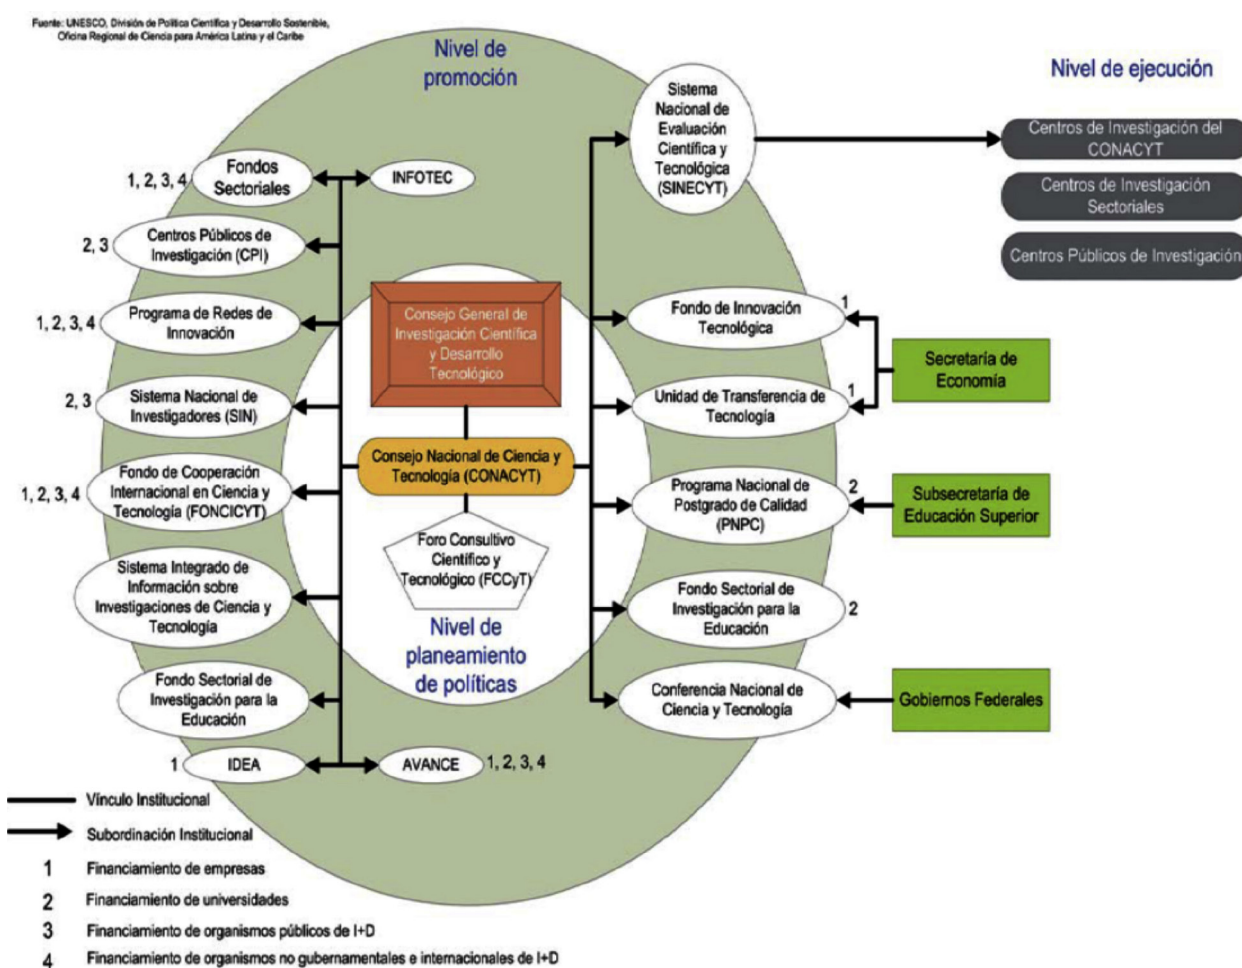 Fuente: UNESCO, División de Política Científica y Desarrollo Sostenible,
Oficina Regional de Ciencia para América Latina y el Caribe
Nivel de
promoción
Nivel de ejecución
Sistema
Nacional de
Evaluación
Científica y
Tecnológica
(SINECYT)
Centros de Investigación del
CONACYT
Centros de Investigación
Sectoriales
Centros Públicos de Investigación
1, 2, 3, 4
Fondos
Sectoriales
INFOTEC
2, 3
Centros Públicos de
Investigación (CPI)
1, 2, 3, 4
Programa de Redes de
Innovación
2, 3
Sistema Nacional de
Investigadores (SIN)
1, 2, 3, 4
Fondo de Cooperación
Internacional en Ciencia y
Tecnología (FONCICYT)
Sistema Integrado de
Información sobre
Investigaciones de Ciencia y
Tecnología
Fondo Sectorial de
Investigación para la
Educación
1
IDEA
AVANCE
1, 2, 3, 4
Consejo General de
Investigación Científica
y Desarrollo
Tecnológico
Consejo Nacional de Ciencia y
Tecnología (CONACYT)
Foro Consultivo
Científico y
Tecnológico (FCCyT)
Nivel de
planeamiento
de políticas
Fondo de Innovación
Tecnológica
1
Unidad de Transferencia de
Tecnología
1
Secretaría de
Economía
Programa Nacional de
Postgrado de Calidad
(PNPC)
2
Subsecretaría de
Educación Superior
Fondo Sectorial de
Investigación para la
Educación
2
Conferencia Nacional de
Ciencia y Tecnología
Gobiernos Federales
Vínculo Institucional
Subordinación Institucional
1 Financiamiento de empresas
2 Financiamiento de universidades
3 Financiamiento de organismos públicos de I+D
4 Financiamiento de organismos no gubernamentales e internacionales de I+D